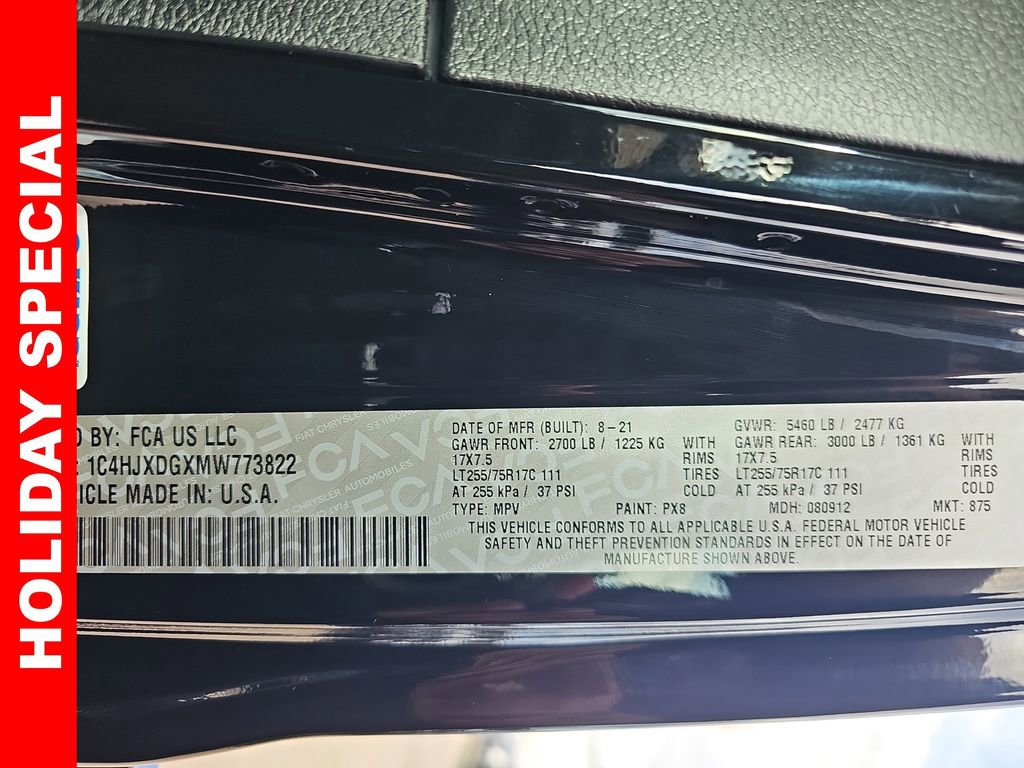 HOLIDAY SPECIAL
D BY: FCA US LLC
: 1C4HJXDGXMW773822
ICLE MADE IN: U.S.A.
DATE OF MFR (BUILT): 8-21
GAWR FRONT: 2700 LB / 1225 KG WITH
17X7.5 RIMS
LT255/75R17C 111 TIRES
AT 255 kPa / 37 PSI COLD
TYPE: MPV
GVWR: 5460 LB / 2477 KG
GAWR REAR: 3000 LB / 1361 KG WITH
17X7.5 RIMS
LT255/75R17C 111 TIRES
AT 255 kPa / 37 PSI COLD
PAINT: PX8 MDH: 080912 MKT: 875
THIS VEHICLE CONFORMS TO ALL APPLICABLE U.S.A. FEDERAL MOTOR VEHICLE
SAFETY AND THEFT PREVENTION STANDARDS IN EFFECT ON THE DATE OF
MANUFACTURE SHOWN ABOVE.